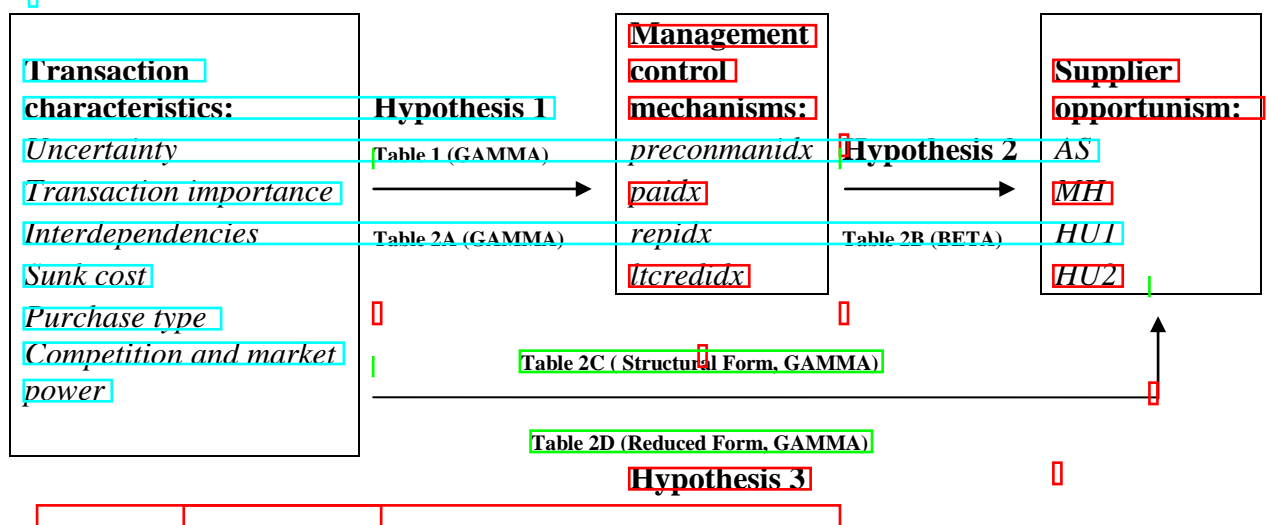 Transaction
characteristics:
Uncertainty
Transaction importance
Interdependencies
Sunk cost
Purchase type
Competition and market
power
Hypothesis 1
Table 1 (GAMMA)
Table 2A (GAMMA)
Management
control
mechanisms:
preconmanidx
paidx
repidx
ltcredidx
Hypothesis 2
Table 2B (BETA)
Supplier
opportunism:
AS
MH
HU1
HU2
Table 2C ( Structural Form, GAMMA)
Table 2D (Reduced Form, GAMMA)
Hypothesis 3